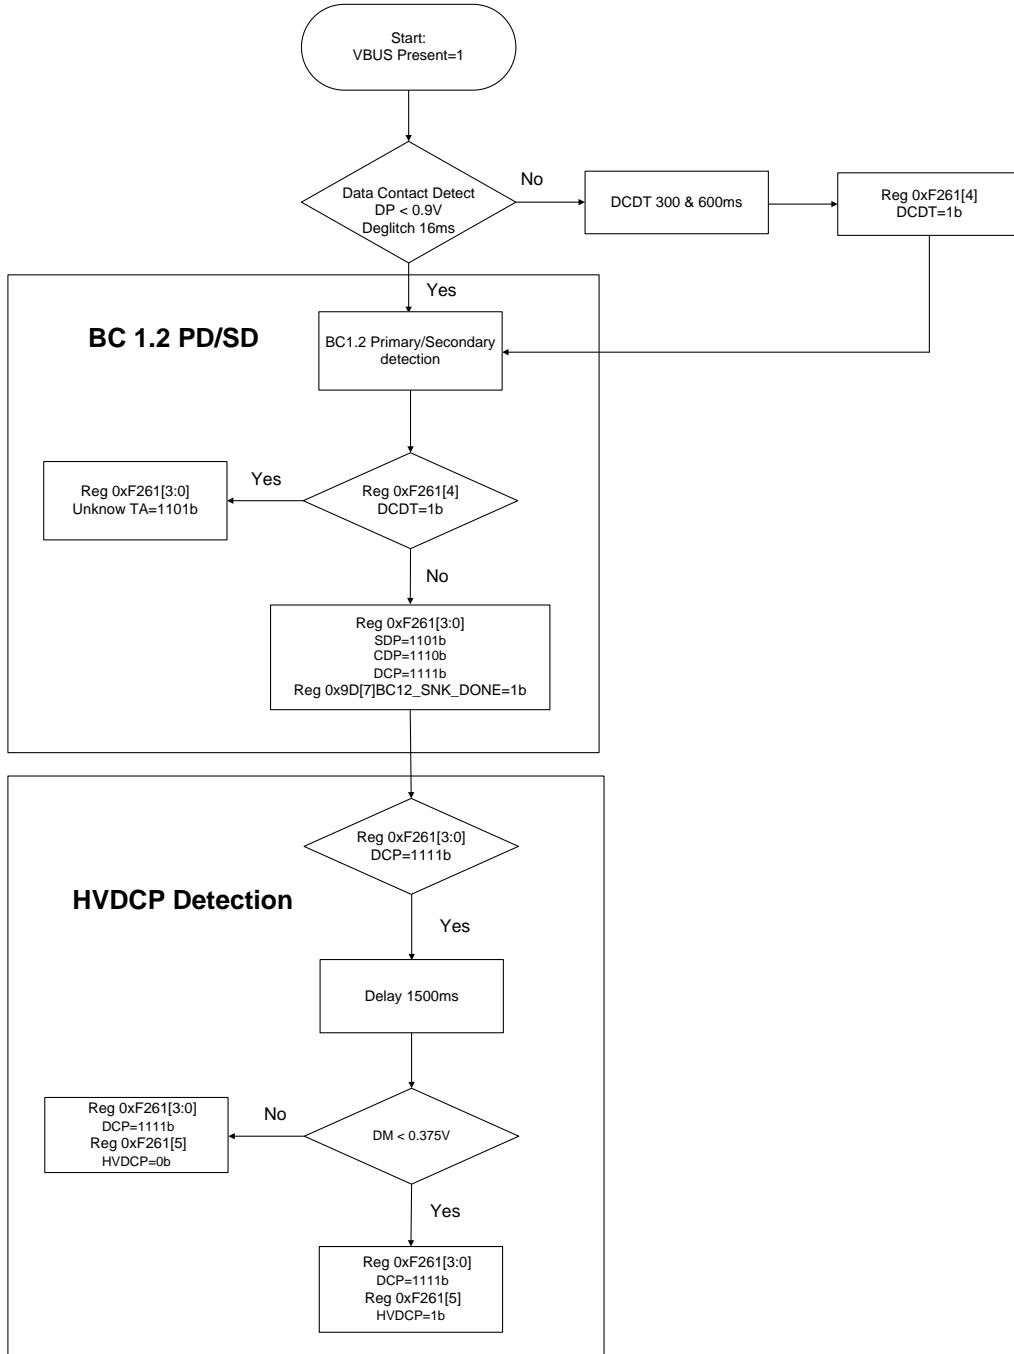 Start:
VBUS Present=1
Data Contact Detect
DP < 0.9V
Deglitch 16ms
No
DCDT 300 & 600ms
Reg 0xF261[4]
DCDT=1b
Yes
BC 1.2 PD/SD
BC1.2 Primary/Secondary
detection
Reg 0xF261[4]
DCDT=1b
Yes
Reg 0xF261[3:0]
Unknow TA=1101b
No
Reg 0xF261[3:0]
SDP=1101b
CDP=1110b
DCP=1111b
Reg 0x9D[7]BC12_SNK_DONE=1b
Reg 0xF261[3:0]
DCP=1111b
HVDCP Detection
Yes
Delay 1500ms
DM < 0.375V
No
Reg 0xF261[3:0]
DCP=1111b
Reg 0xF261[5]
HVDCP=0b
Yes
Reg 0xF261[3:0]
DCP=1111b
Reg 0xF261[5]
HVDCP=1b